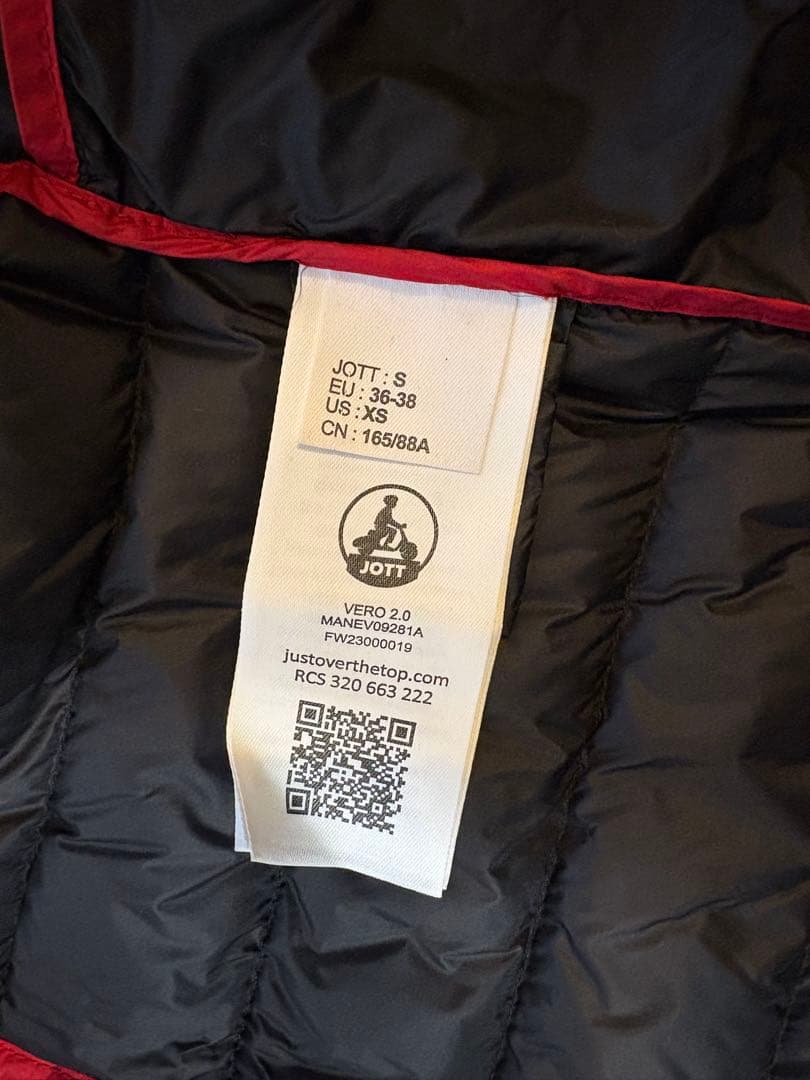 JOTT : S
EU : 36-38
US : XS
CN : 165/88A
JOTT
VERO 2.0
MANEV09281A
FW23000019
justoverthetop.com
RCS 320 663 222